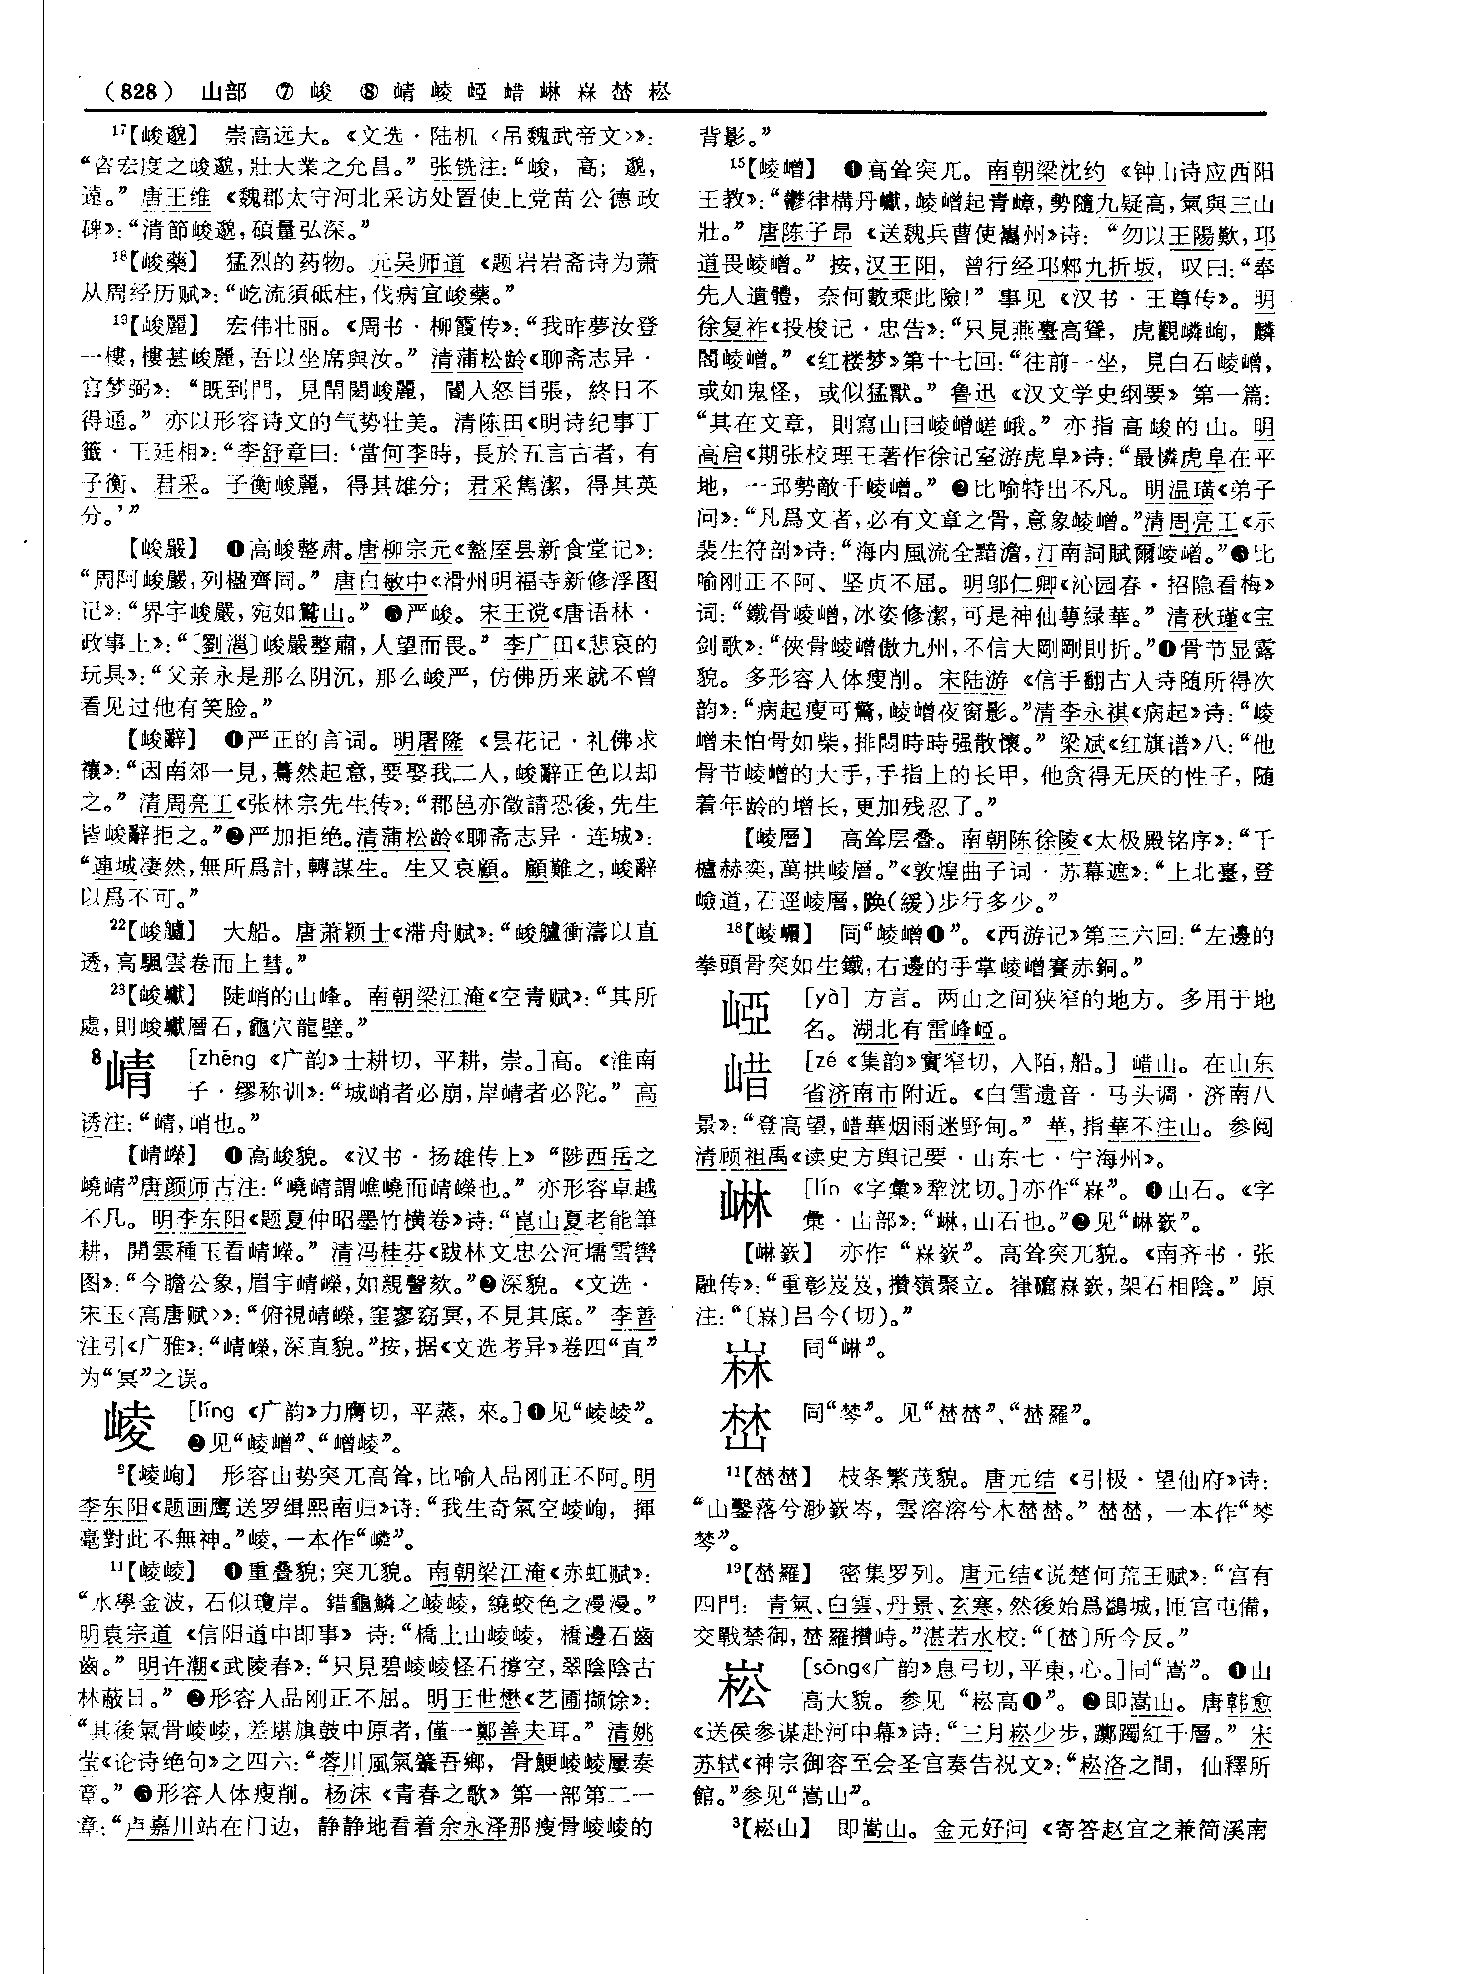 （828） 山部 ⑦ 峻 ⑧ 崝 崚 崕 崨 崊 崊 棽 崧
17【峻邈】 崇高远大。《文选·陆机〈吊魏武帝文〉》：
“咨宏度之峻邈，壯大業之允昌。” 张铣注：“峻，高；邈，
遠。” 唐王维《魏郡太守河北采访处置使上党苗公德政
碑》：“清節峻邈，碩量弘深。”
18【峻藥】 猛烈的药物。元吴师道《题岩岩斋诗为萧
从周经历赋》：“屹流須砥柱，伐病宜峻藥。”
19【峻麗】 宏伟壮丽。《周书·柳霞传》：“我昨夢汝登
一樓，樓甚峻麗，吾以坐席與汝。” 清蒲松龄《聊斋志异·
宫梦弼》：“既到門，見閈閎峻麗，閽人怒目張，終日不
得通。” 亦以形容诗文的气势壮美。清陈田《明诗纪事丁
籤·王廷相》：“李舒章曰：‘當何李時，長於五言古者，有
子衡、君采。子衡峻麗，得其雄分；君采雋潔，得其英
分。’”
【峻嚴】 ❶高峻整肃。唐柳宗元《盩厔县新食堂记》：
“周阿峻嚴，列楹齊同。” 唐白敏中《滑州明福寺新修浮图
记》：“界宇峻嚴，宛如鷲山。” ❷严峻。宋王谠《唐语林·
政事上》：“〔劉瀍〕峻嚴整肅，人望而畏。” 李广田《悲哀的
玩具》：“父亲永是那么阴沉，那么峻严，仿佛历来就不曾
看见过他有笑脸。”
【峻辭】 ❶严正的言词。明屠隆《昙花记·礼佛求
禳》：“因南郊一見，驀然起意，要娶我二人，峻辭正色以却
之。” 清周亮工《张林宗先生传》：“郡邑亦徵請恐後，先生
皆峻辭拒之。”❷严加拒绝。清蒲松龄《聊斋志异·连城》：
“連城凄然，無所爲計，轉謀生。生又哀顧。顧難之，峻辭
以爲不可。”
22【峻艫】 大船。唐萧颖士《滞舟赋》：“峻艫衝濤以直
透，高颿雲卷而上彗。”
23【峻巘】 陡峭的山峰。南朝梁江淹《空青赋》：“其所
處，則峻巘層石，龜穴龍壁。”
8崝 [zhēng《广韵》士耕切，平耕，崇。]高。《淮南
子·缪称训》：“城峭者必崩，岸崝者必陀。” 高
诱注：“崝，峭也。”
【崝嶸】 ❶高峻貌。《汉书·扬雄传上》“陟西岳之
嶢崝”唐颜师古注：“嶢崝謂嶕嶢而崝嶸也。” 亦形容卓越
不凡。明李东阳《题夏仲昭墨竹横卷》诗：“崑山夏老能筆
耕，開雲種玉看崝嶸。” 清冯桂芬《跋林文忠公河壖雪轡
图》：“今瞻公象，眉宇崝嶸，如親謦欬。”❷深貌。《文选·
宋玉〈高唐赋〉》：“俯視崝嶸，窐寥窈冥，不見其底。” 李善
注引《广雅》：“崝嶸，深直貌。”按，据《文选考异》卷四“直”
为“冥”之误。
崚 [líng《广韵》力膺切，平蒸，來。]❶见“崚崚”。
❷见“崚嶒”、“嶒崚”。
9【崚峋】 形容山势突兀高耸，比喻人品刚正不阿。明
李东阳《题画鹰送罗缉熙南归》诗：“我生奇氣空崚峋，揮
毫對此不無神。”崚，一本作“嶙”。
11【崚崚】 ❶重叠貌；突兀貌。南朝梁江淹《赤虹赋》：
“水學金波，石似瓊岸。錯龜鱗之崚崚，繞蛟色之漫漫。”
明袁宗道《信阳道中即事》诗：“橋上山崚崚，橋邊石齒
齒。” 明许潮《武陵春》：“只見碧崚崚怪石撐空，翠陰陰古
林蔽日。” ❷形容人品刚正不屈。明王世懋《艺圃撷馀》：
“其後氣骨崚崚，差堪旗鼓中原者，僅一鄭善夫耳。” 清姚
莹《论诗绝句》之四六：“蓉川風氣肇吾鄉，骨鯁崚崚屢奏
章。” ❸形容人体瘦削。杨沫《青春之歌》第一部第二一
章：“卢嘉川站在门边，静静地看着余永泽那瘦骨崚崚的
背影。”
15【崚嶒】 ❶高耸突兀。南朝梁沈约《钟山诗应西阳
王教》：“鬱律構丹巘，崚嶒起青嶂，勢隨九疑高，氣與三山
壯。” 唐陈子昂《送魏兵曹使巂州》诗：“勿以王陽歎，邛
道畏崚嶒。” 按，汉王阳，曾行经邛郲九折坂，叹曰：“奉
先人遺體，奈何數乘此險！” 事见《汉书·王尊传》。明
徐复祚《投梭记·忠告》：“只見燕臺高聳，虎觀嶙峋，麟
閣崚嶒。”《红楼梦》第十七回：“往前一坐，見白石崚嶒，
或如鬼怪，或似猛獸。” 鲁迅《汉文学史纲要》第一篇：
“其在文章，則寫山曰崚嶒嵯峨。” 亦指高峻的山。明
高启《期张校理王著作徐记室游虎阜》诗：“最憐虎阜在平
地，一邱勢敵千崚嶒。” ❷比喻特出不凡。明温璜《弟子
问》：“凡爲文者，必有文章之骨，意象崚嶒。”清周亮工《示
裴生符剖》诗：“海内風流全黯澹，汀南詞賦爾崚嶒。”❸比
喻刚正不阿、坚贞不屈。明邬仁卿《沁园春·招隐看梅》
词：“鐵骨崚嶒，冰姿修潔，可是神仙萼緑華。” 清秋瑾《宝
剑歌》：“俠骨崚嶒傲九州，不信大剛剛則折。”❹骨节显露
貌。多形容人体瘦削。宋陆游《信手翻古人诗随所得次
韵》：“病起瘦可驚，崚嶒夜窗影。”清李永祺《病起》诗：“崚
嶒未怕骨如柴，排悶時時强散懷。” 梁斌《红旗谱》八：“他
骨节崚嶒的大手，手指上的长甲，他贪得无厌的性子，随
着年龄的增长，更加残忍了。”
【崚層】 高耸层叠。南朝陈徐陵《太极殿铭序》：“千
櫨赫奕，萬拱崚層。”《敦煌曲子词·苏幕遮》：“上北臺，登
嶮道，石逕崚層，
（緩）步行多少。”
18【崚】 同“崚嶒❶”。《西游记》第三六回：“左邊的
拳頭骨突如生鐵，右邊的手掌崚嶒賽赤銅。”
埡 [yà] 方言。两山之间狭窄的地方。多用于地
名。湖北有雷峰。
[zé《集韵》實窄切，入陌，船。] 山。在山东
省济南市附近。《白雪遗音·马头调·济南八
景》：“登高望，華烟雨迷野甸。” 華，指華不注山。参阅
清顾祖禹《读史方舆记要·山东七·宁海州》。
崊 [lín《字彙》犂沈切。]亦作“”。❶山石。《字
彙·山部》：“崊，山石也。”❷见“崊嶔”。
【崊嶔】 亦作“嶔”。高耸突兀貌。《南齐书·张
融传》：“重彰岌岌，攢嶺聚立。嶔，架石相陰。” 原
注：“〔〕吕今（切）。”
同“崊”。
同“棽”。见“”、“羅”。
11【】 枝条繁茂貌。唐元结《引极·望仙府》诗：
“山鑿落兮眇嶔岑，雲溶溶兮木。” ，一本作“棽
棽”。
19【羅】 密集罗列。唐元结《说楚何荒王赋》：“宫有
四門：青氣、白雲、丹景、玄寒，然後始爲鷁城，匝宫屯備，
交戰禁御，羅攢峙。”湛若水校：“〔〕所今反。”
崧 [sōng《广韵》息弓切，平東，心。]同“嵩”。❶山
高大貌。参见“崧高❶”。❷即嵩山。唐韩愈
《送侯参谋赴河中幕》诗：“三月崧少步，躑躅紅千層。” 宋
苏轼《神宗御容至会圣宫奏告祝文》：“崧洛之間，仙釋所
館。”参见“嵩山”。
3【崧山】 即嵩山。金元好问《寄答赵宜之兼简溪南